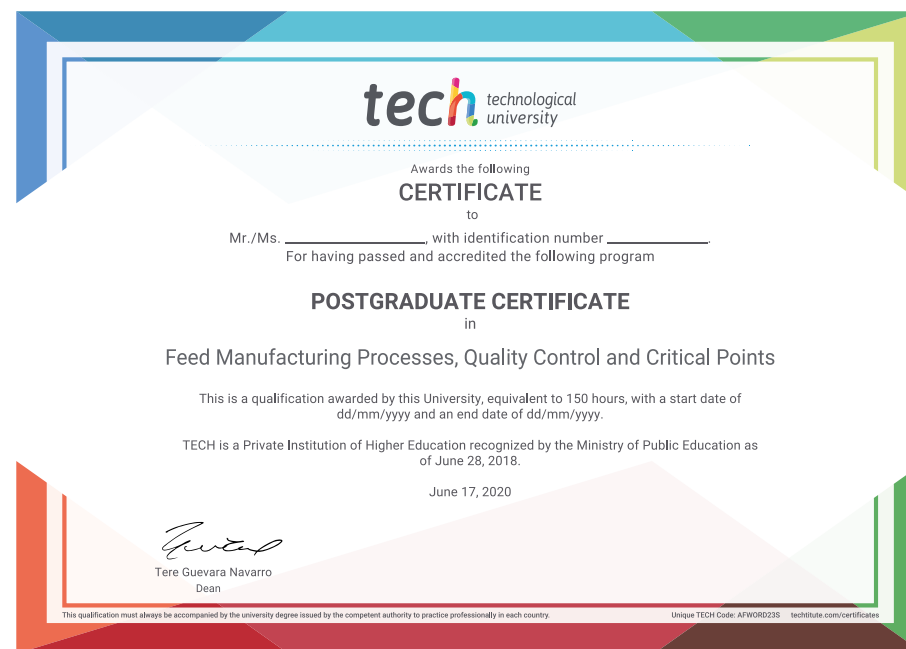 tech technological
university
Awards the following
CERTIFICATE
to
Mr./Ms. ____________________, with identification number ______________.
For having passed and accredited the following program
POSTGRADUATE CERTIFICATE
in
Feed Manufacturing Processes, Quality Control and Critical Points
This is a qualification awarded by this University, equivalent to 150 hours, with a start date of
dd/mm/yyyy and an end date of dd/mm/yyyy.
TECH is a Private Institution of Higher Education recognized by the Ministry of Public Education as
of June 28, 2018.
June 17, 2020
Tere Guevara Navarro
Dean
This qualification must always be accompanied by the university degree issued by the competent authority to practice professionally in each country. Unique TECH Code: AFWORD23S techtitute.com/certificates